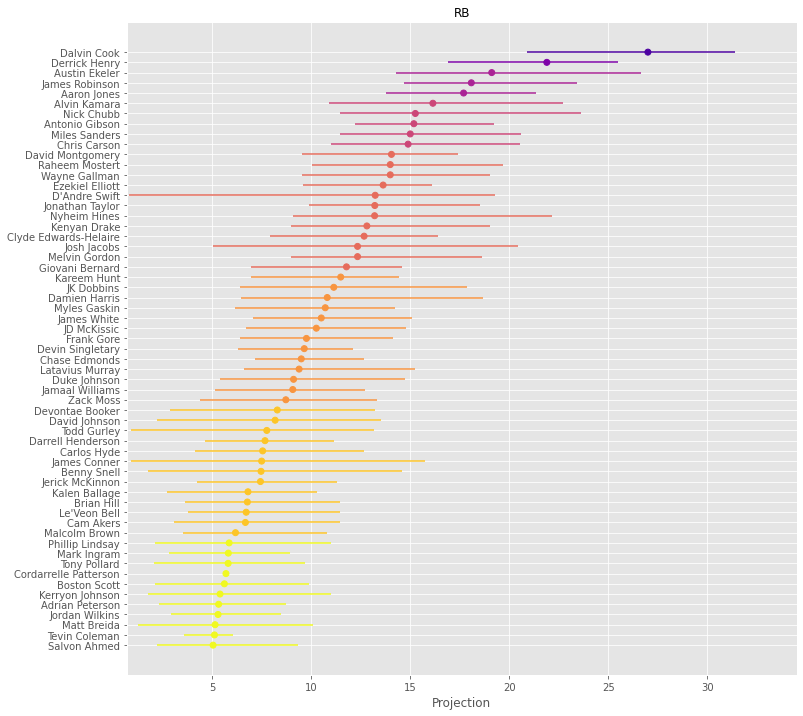 RB
Dalvin Cook
Derrick Henry
Austin Ekeler
James Robinson
Aaron Jones
Alvin Kamara
Nick Chubb
Antonio Gibson
Miles Sanders
Chris Carson
David Montgomery
Raheem Mostert
Wayne Gallman
Ezekiel Elliott
D'Andre Swift
Jonathan Taylor
Nyheim Hines
Kenyan Drake
Clyde Edwards-Helaire
Josh Jacobs
Melvin Gordon
Giovani Bernard
Kareem Hunt
JK Dobbins
Damien Harris
Myles Gaskin
James White
JD McKissic
Frank Gore
Devin Singletary
Chase Edmonds
Latavius Murray
Duke Johnson
Jamaal Williams
Zack Moss
Devontae Booker
David Johnson
Todd Gurley
Darrell Henderson
Carlos Hyde
James Conner
Benny Snell
Jerick McKinnon
Kalen Ballage
Brian Hill
Le'Veon Bell
Cam Akers
Malcolm Brown
Phillip Lindsay
Mark Ingram
Tony Pollard
Cordarrelle Patterson
Boston Scott
Kerryon Johnson
Adrian Peterson
Jordan Wilkins
Matt Breida
Tevin Coleman
Salvon Ahmed
5 10 15 20 25 30
Projection